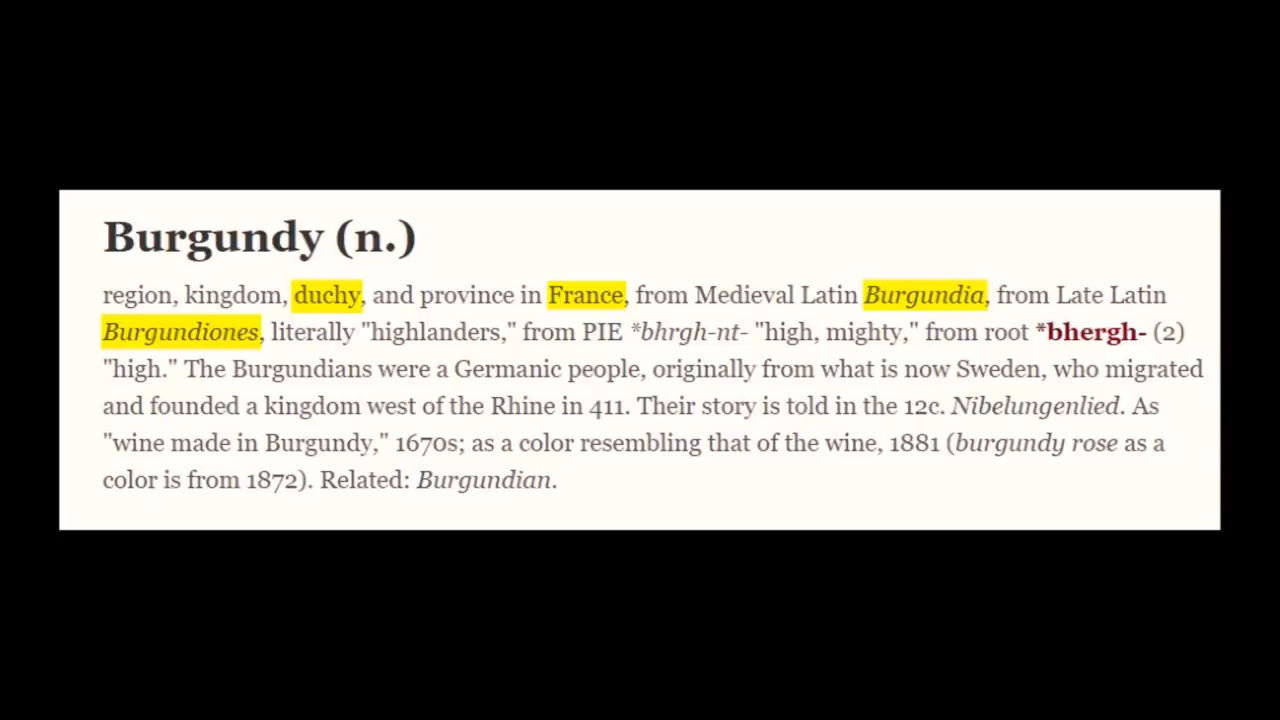 Burgundy (n.)
region, kingdom, duchy, and province in France, from Medieval Latin Burgundia, from Late Latin
Burgundiones, literally "highlanders," from PIE *bhrgh-nt- "high, mighty," from root *bhergh- (2)
"high." The Burgundians were a Germanic people, originally from what is now Sweden, who migrated
and founded a kingdom west of the Rhine in 411. Their story is told in the 12c. Nibelungenlied. As
"wine made in Burgundy," 1670s; as a color resembling that of the wine, 1881 (burgundy rose as a
color is from 1872). Related: Burgundian.